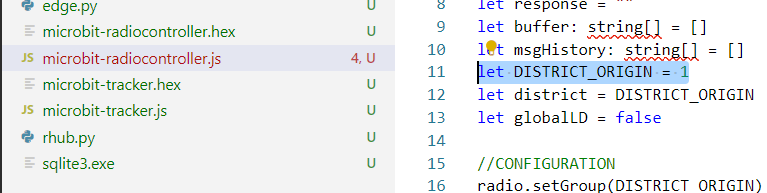 edge.py U
microbit-radiocontroller.hex U
JS microbit-radiocontroller.js 4, U
microbit-tracker.hex U
JS microbit-tracker.js U
rhub.py U
sqlite3.exe U
8 let response = ""
9 let buffer: string[] = []
10 let msgHistory: string[] = []
11 let DISTRICT_ORIGIN = 1
12 let district = DISTRICT_ORIGIN
13 let globalLD = false
14
15 //CONFIGURATION
16 radio.setGroup(DISTRICT_ORIGIN)